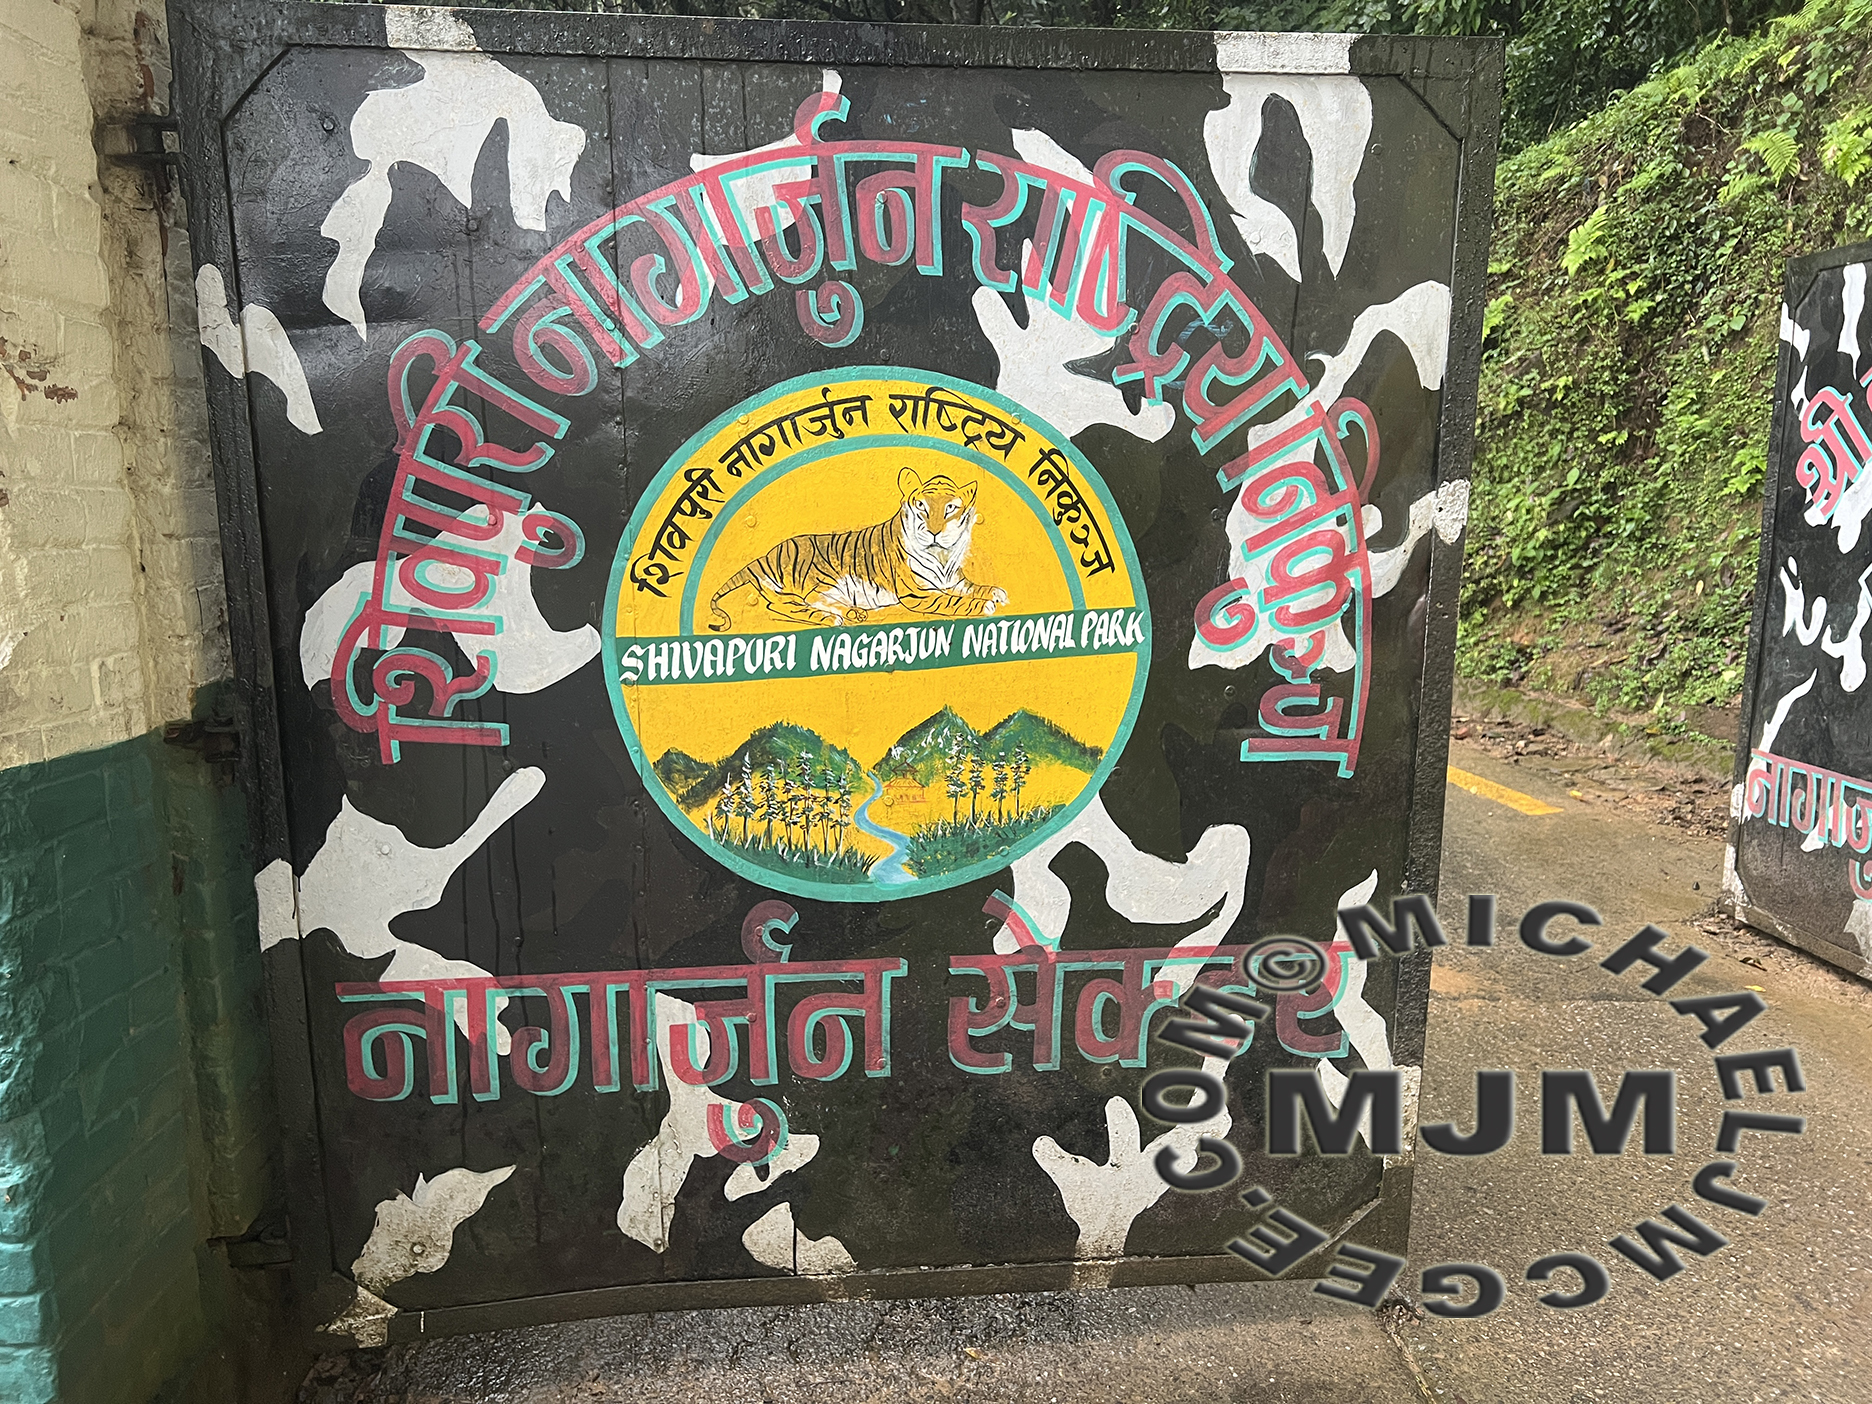 शिवपुरी नागार्जुन राष्ट्रिय निकुञ्ज
शिवपुरी नागार्जुन राष्ट्रिय निकुञ्ज
SHIVAPURI NAGARJUN NATIONAL PARK
नागार्जुन सेक्टर
श्री
नागार्जु
©MICHAELJMCGEE.COM
MJM